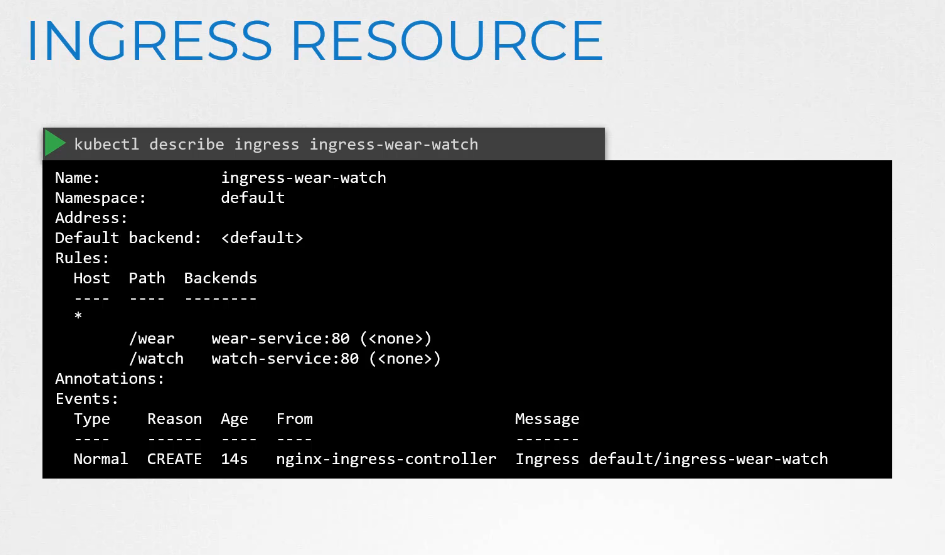 INGRESS RESOURCE
kubectl describe ingress ingress-wear-watch
Name:             ingress-wear-watch
Namespace:        default
Address:
Default backend:  <default>
Rules:
  Host  Path  Backends
  ----  ----  --------
  *
        /wear    wear-service:80 (<none>)
        /watch   watch-service:80 (<none>)
Annotations:
Events:
  Type    Reason  Age   From                      Message
  ----    ------  ----  ----                      -------
  Normal  CREATE  14s   nginx-ingress-controller  Ingress default/ingress-wear-watch